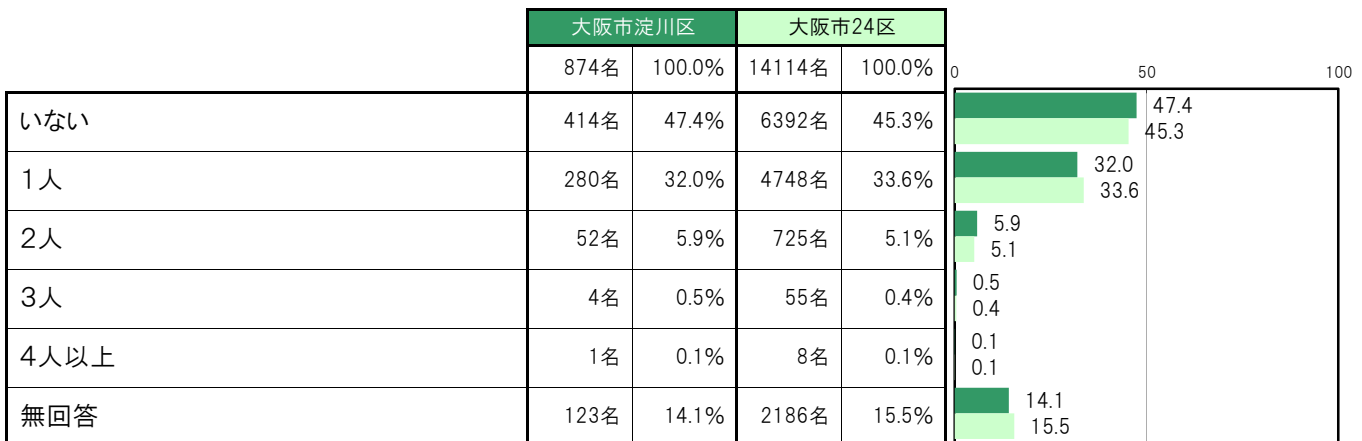 大阪市淀川区 大阪市24区
874名 100.0% 14114名 100.0% 0 50 100
いない 414名 47.4% 6392名 45.3% 47.4
45.3
1人 280名 32.0% 4748名 33.6% 32.0
33.6
2人 52名 5.9% 725名 5.1% 5.9
5.1
3人 4名 0.5% 55名 0.4% 0.5
0.4
4人以上 1名 0.1% 8名 0.1% 0.1
0.1
無回答 123名 14.1% 2186名 15.5% 14.1
15.5